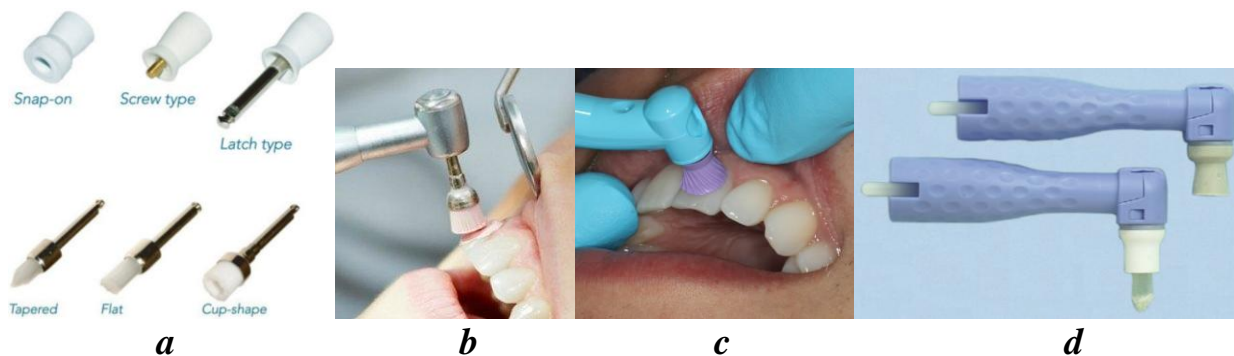 Snap-on
Screw type
Latch type
Tapered
Flat
Cup-shape
a
b
c
d